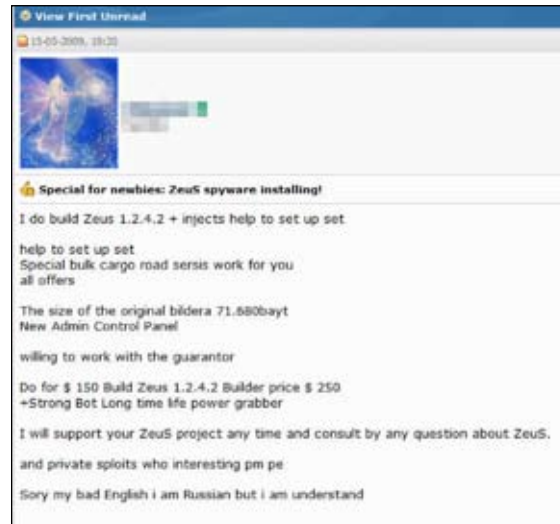 View First Unread
15-05-2009, 19:20
Special for newbies: ZeuS spyware installing!
I do build Zeus 1.2.4.2 + injects help to set up set
help to set up set
Special bulk cargo road sersis work for you
all offers
The size of the original bildera 71.680bayt
New Admin Control Panel
willing to work with the guarantor
Do for $ 150 Build Zeus 1.2.4.2 Builder price $ 250
+Strong Bot Long time life power grabber
I will support your ZeuS project any time and consult by any question about ZeuS.
and private sploits who interesting pm pe
Sory my bad English i am Russian but i am understand